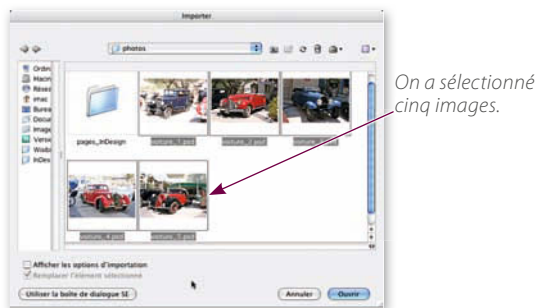 Importer
photos
Ordin
Macin
Résea
imac
Burea
Docu
Image
Versi
InDes
pages_InDesign
voiture_1.psd
voiture_2.psd
voiture_4.psd
voiture_5.psd
On a sélectionné
cinq images.
Afficher les options d'importation
Remplacer l'élément sélectionné
Utiliser la boîte de dialogue SE
Annuler
Ouvrir